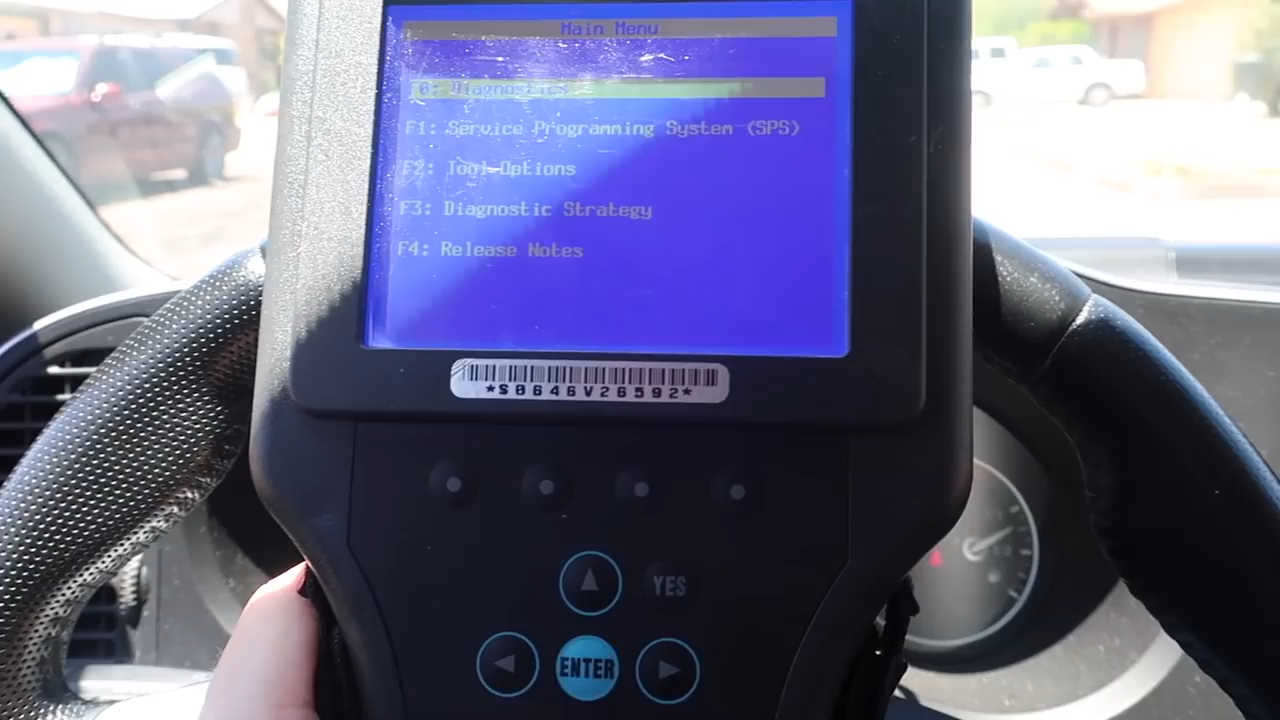 Main Menu
0: Diagnostics
F1: Service Programming System (SPS)
F2: Tool Options
F3: Diagnostic Strategy
F4: Release Notes
*S0646V26592*
YES
ENTER